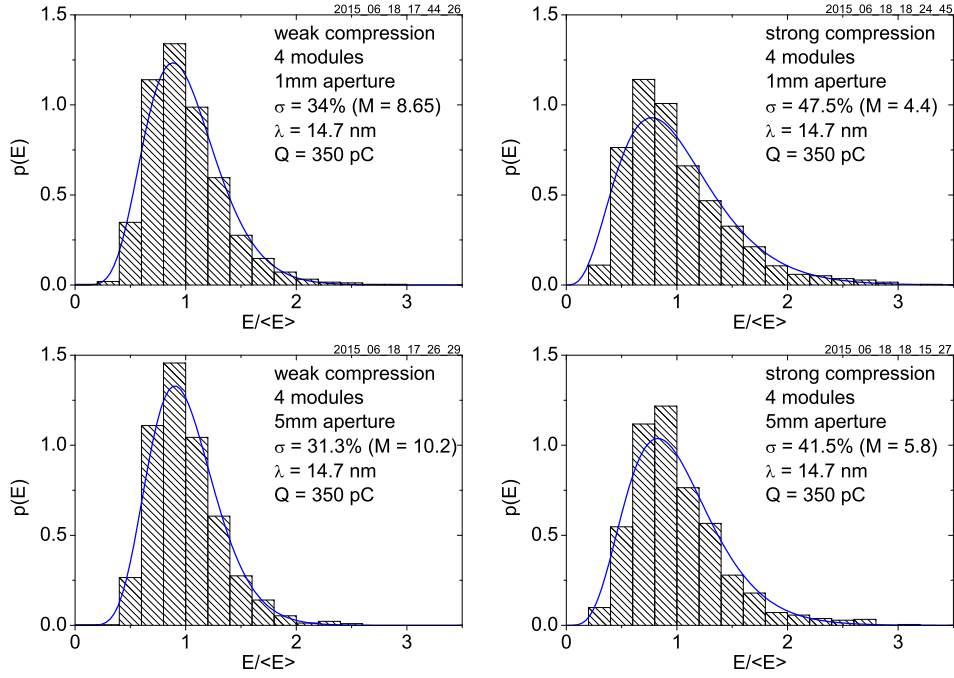 2015_06_18_17_44_26
weak compression
4 modules
1mm aperture
σ = 34% (M = 8.65)
λ = 14.7 nm
Q = 350 pC
p(E)
1.5
1.0
0.5
0.0
0 1 2 3
E/<E>
2015_06_18_18_24_45
strong compression
4 modules
1mm aperture
σ = 47.5% (M = 4.4)
λ = 14.7 nm
Q = 350 pC
p(E)
1.5
1.0
0.5
0.0
0 1 2 3
E/<E>
2015_06_18_17_26_29
weak compression
4 modules
5mm aperture
σ = 31.3% (M = 10.2)
λ = 14.7 nm
Q = 350 pC
p(E)
1.5
1.0
0.5
0.0
0 1 2 3
E/<E>
2015_06_18_18_15_27
strong compression
4 modules
5mm aperture
σ = 41.5% (M = 5.8)
λ = 14.7 nm
Q = 350 pC
p(E)
1.5
1.0
0.5
0.0
0 1 2 3
E/<E>